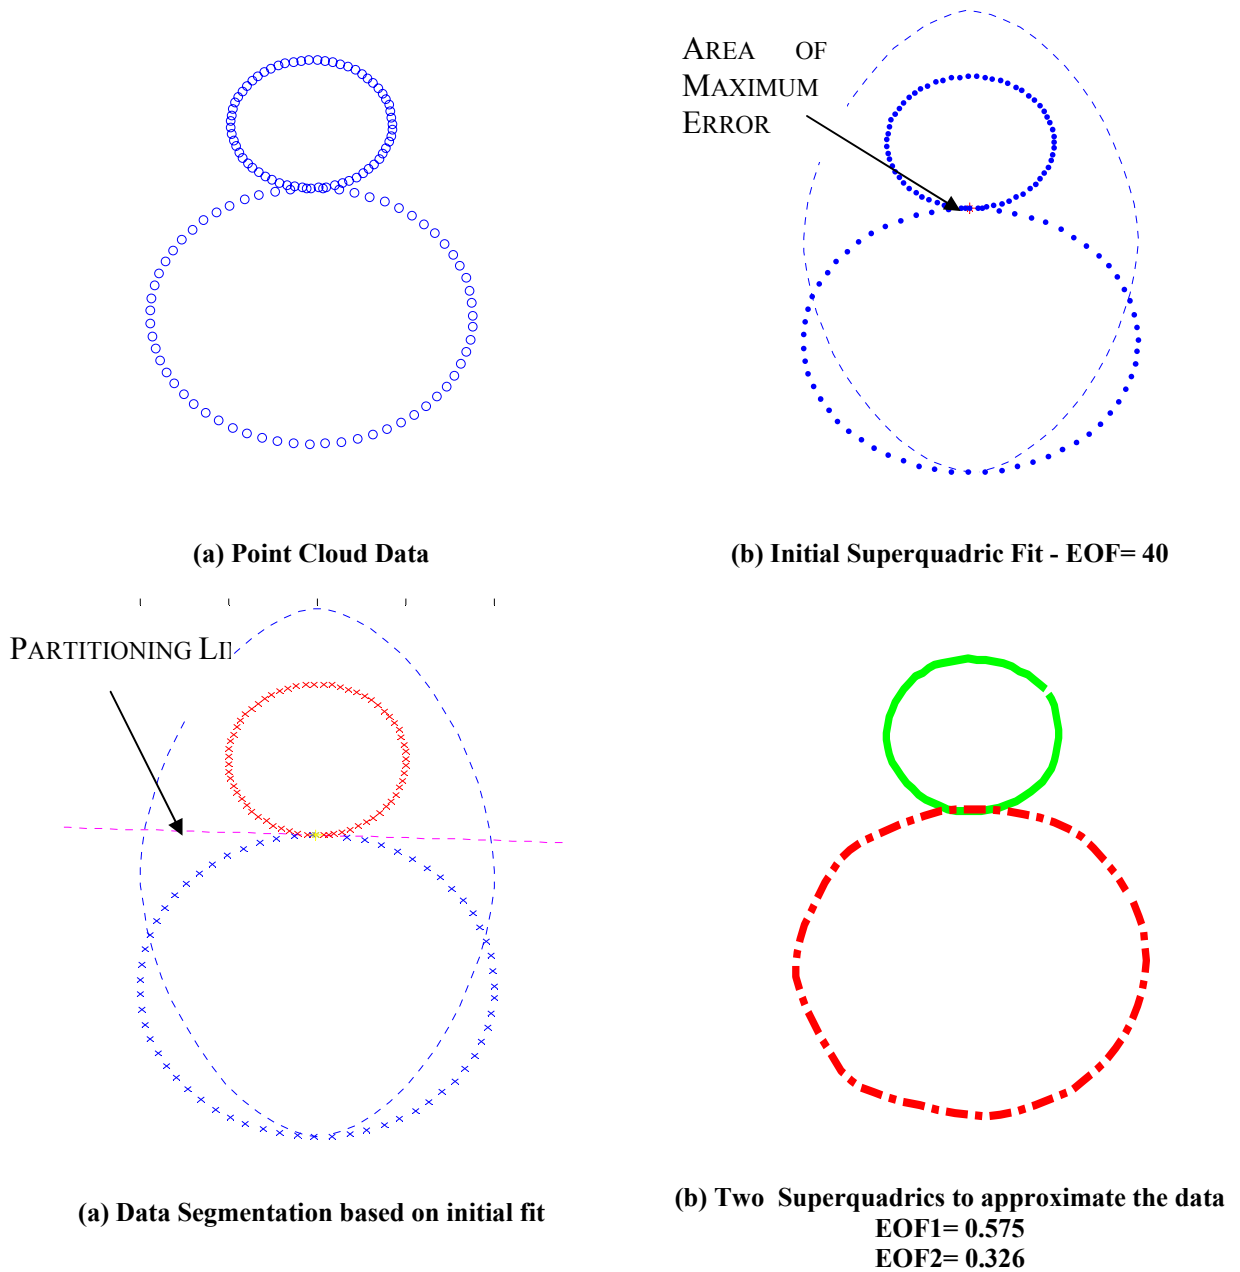 AREA OF
MAXIMUM
ERROR
(a) Point Cloud Data
(b) Initial Superquadric Fit - EOF= 40
PARTITIONING LI
(a) Data Segmentation based on initial fit
(b) Two Superquadrics to approximate the data
EOF1= 0.575
EOF2= 0.326